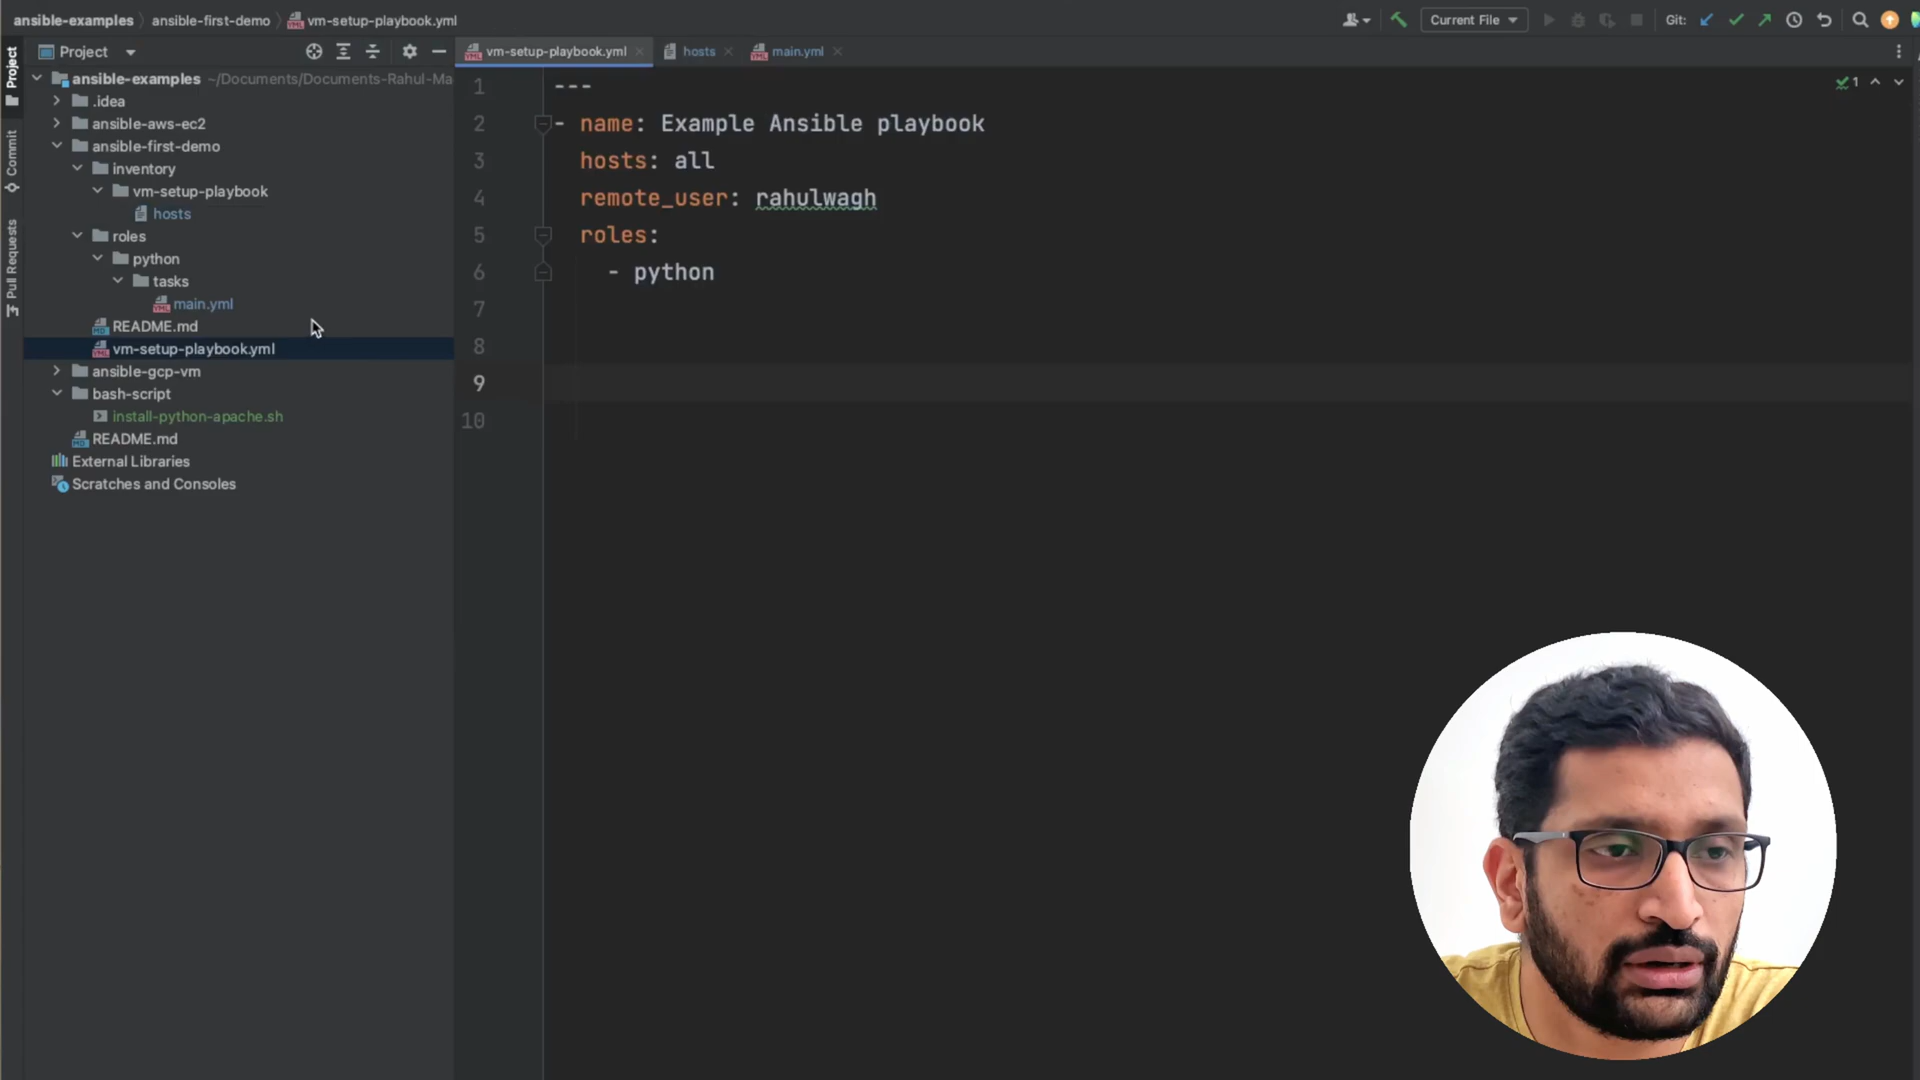 ansible-examples ansible-first-demo vm-setup-playbook.yml
Current File Git:
Project
vm-setup-playbook.yml hosts main.yml
Project
Commit
Pull Requests
ansible-examples ~/Documents/Documents-Rahul-Ma
.idea
ansible-aws-ec2
ansible-first-demo
inventory
vm-setup-playbook
hosts
roles
python
tasks
main.yml
README.md
vm-setup-playbook.yml
ansible-gcp-vm
bash-script
install-python-apache.sh
README.md
External Libraries
Scratches and Consoles
1 ---
2 - name: Example Ansible playbook
3 hosts: all
4 remote_user: rahulwagh
5 roles:
6 - python
7
8
9
10
1